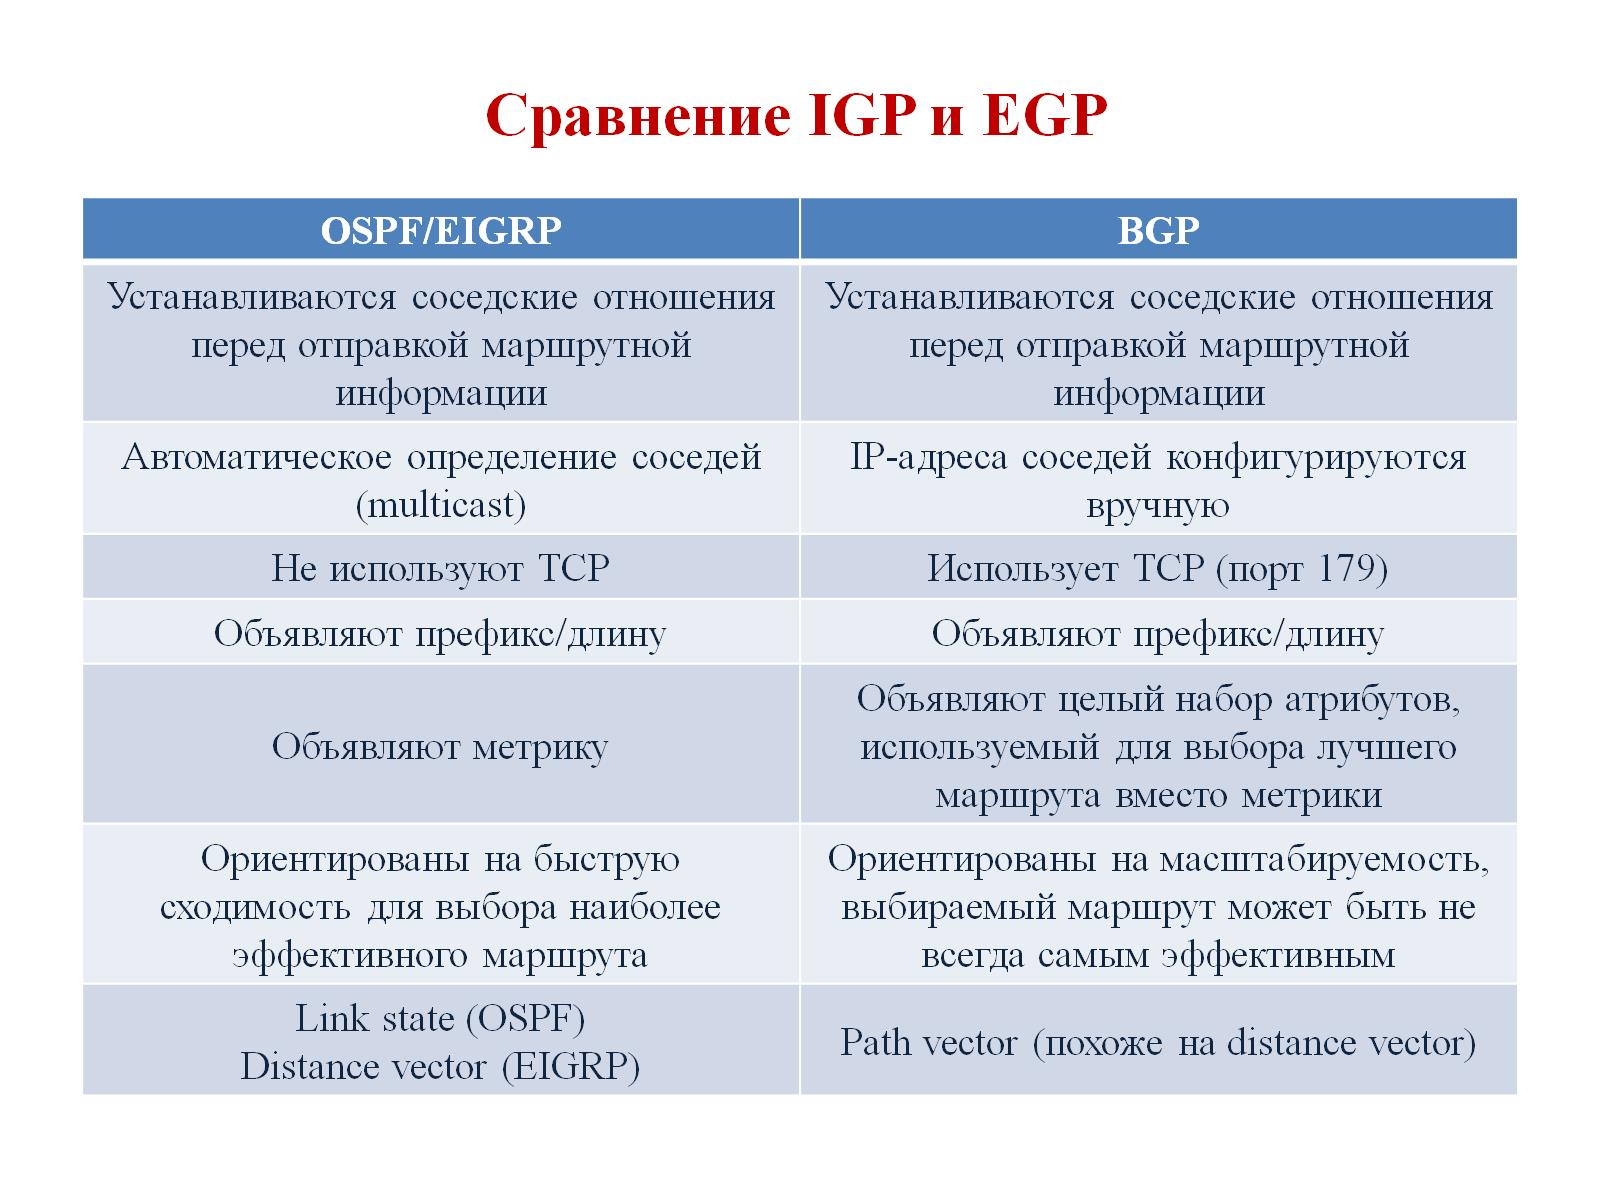 Сравнение IGP и EGP
OSPF/EIGRP
BGP
Устанавливаются соседские отношения
перед отправкой маршрутной
информации
Устанавливаются соседские отношения
перед отправкой маршрутной
информации
Автоматическое определение соседей
(multicast)
IP-адреса соседей конфигурируются
вручную
Не используют TCP
Использует TCP (порт 179)
Объявляют префикс/длину
Объявляют префикс/длину
Объявляют метрику
Объявляют целый набор атрибутов,
используемый для выбора лучшего
маршрута вместо метрики
Ориентированы на быструю
сходимость для выбора наиболее
эффективного маршрута
Ориентированы на масштабируемость,
выбираемый маршрут может быть не
всегда самым эффективным
Link state (OSPF)
Distance vector (EIGRP)
Path vector (похоже на distance vector)